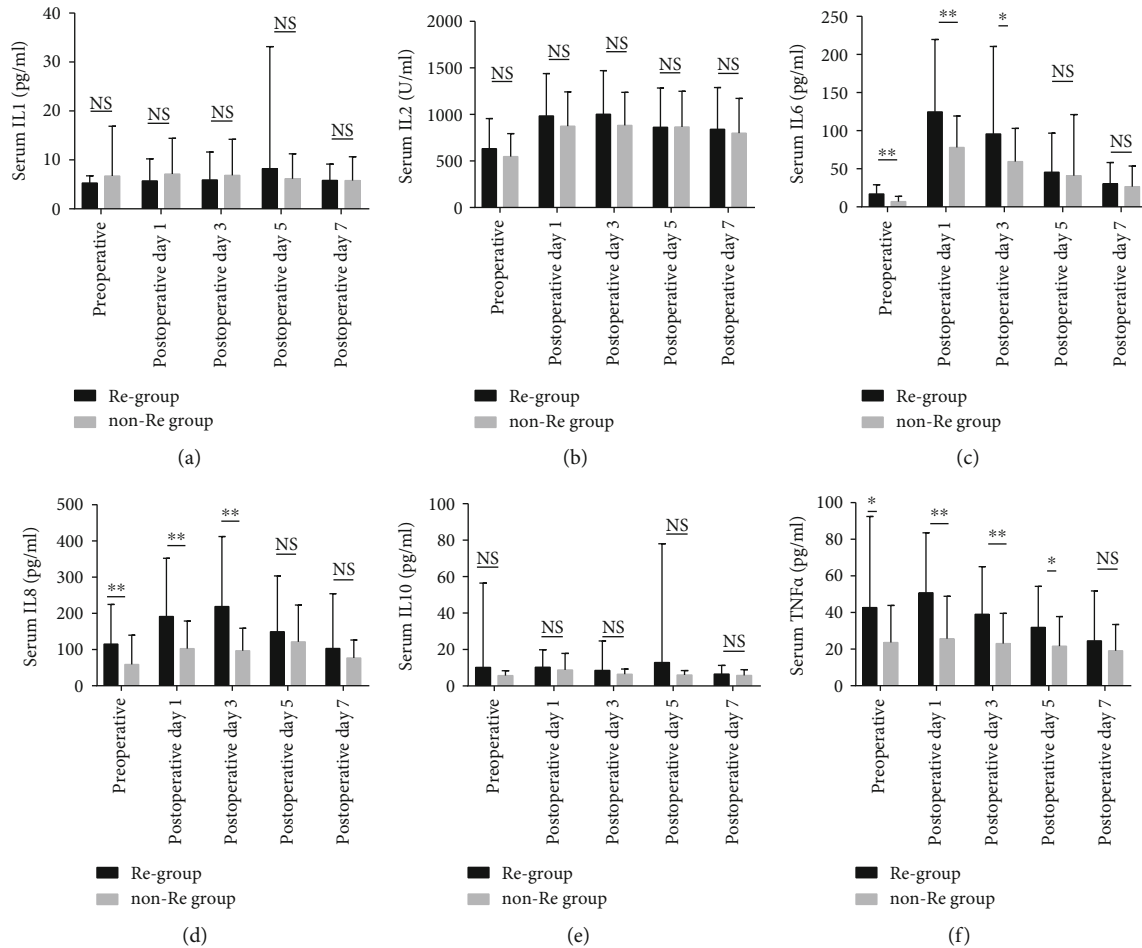 Serum IL1 (pg/ml)
40
30
20
10
0
NS
NS
NS
NS
NS
Preoperative
Postoperative day 1
Postoperative day 3
Postoperative day 5
Postoperative day 7
Re-group
non-Re group
(a)
Serum IL2 (U/ml)
2000
1500
1000
500
0
NS
NS
NS
NS
NS
Preoperative
Postoperative day 1
Postoperative day 3
Postoperative day 5
Postoperative day 7
Re-group
non-Re group
(b)
Serum IL6 (pg/ml)
250
200
150
100
50
0
**
**
*
NS
NS
Preoperative
Postoperative day 1
Postoperative day 3
Postoperative day 5
Postoperative day 7
Re-group
non-Re group
(c)
Serum IL8 (pg/ml)
500
400
300
200
100
0
**
**
**
NS
NS
Preoperative
Postoperative day 1
Postoperative day 3
Postoperative day 5
Postoperative day 7
Re-group
non-Re group
(d)
Serum IL10 (pg/ml)
100
80
60
40
20
0
NS
NS
NS
NS
NS
Preoperative
Postoperative day 1
Postoperative day 3
Postoperative day 5
Postoperative day 7
Re-group
non-Re group
(e)
Serum TNFα (pg/ml)
100
80
60
40
20
0
*
**
**
*
NS
Preoperative
Postoperative day 1
Postoperative day 3
Postoperative day 5
Postoperative day 7
Re-group
non-Re group
(f)